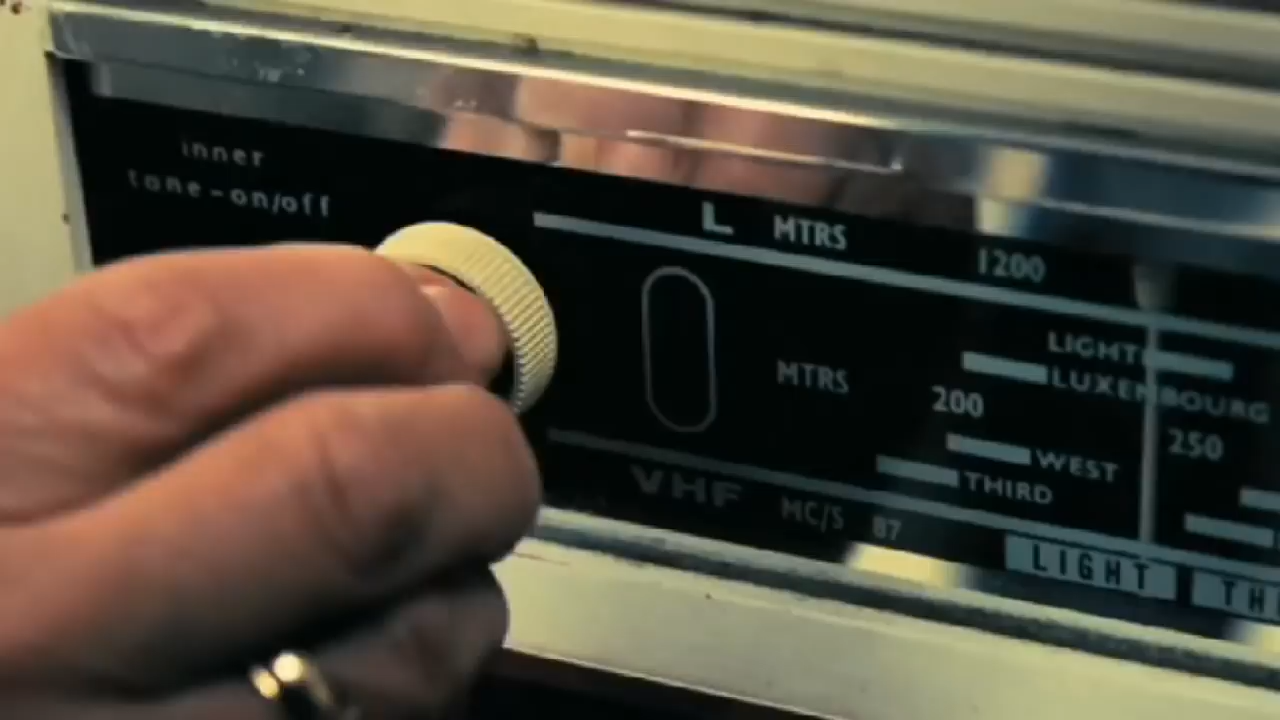 inner
tone-on/off
L MTRS 1200
LIGHT
MTRS LUXEMBOURG
200 250
WEST
THIRD
VHF MC/S 87
LIGHT